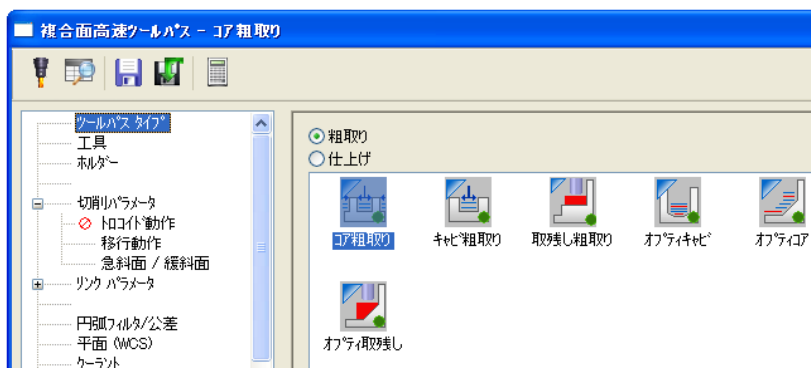 複合面高速ﾂｰﾙﾊﾟｽ - ｺｱ粗取り
ﾂｰﾙﾊﾟｽ ﾀｲﾌﾟ
工具
ﾎﾙﾀﾞｰ
切削ﾊﾟﾗﾒｰﾀ
ﾄﾛｺｲﾄﾞ動作
移行動作
急斜面 / 緩斜面
ﾘﾝｸ ﾊﾟﾗﾒｰﾀ
円弧ﾌｨﾙﾀ/公差
平面 (WCS)
ｸｰﾗﾝﾄ
粗取り
仕上げ
ｺｱ粗取り
ｷｬﾋﾞ粗取り
取残し粗取り
ｵﾌﾟﾃｨｷｬﾋﾞ
ｵﾌﾟﾃｨｺｱ
ｵﾌﾟﾃｨ取残し